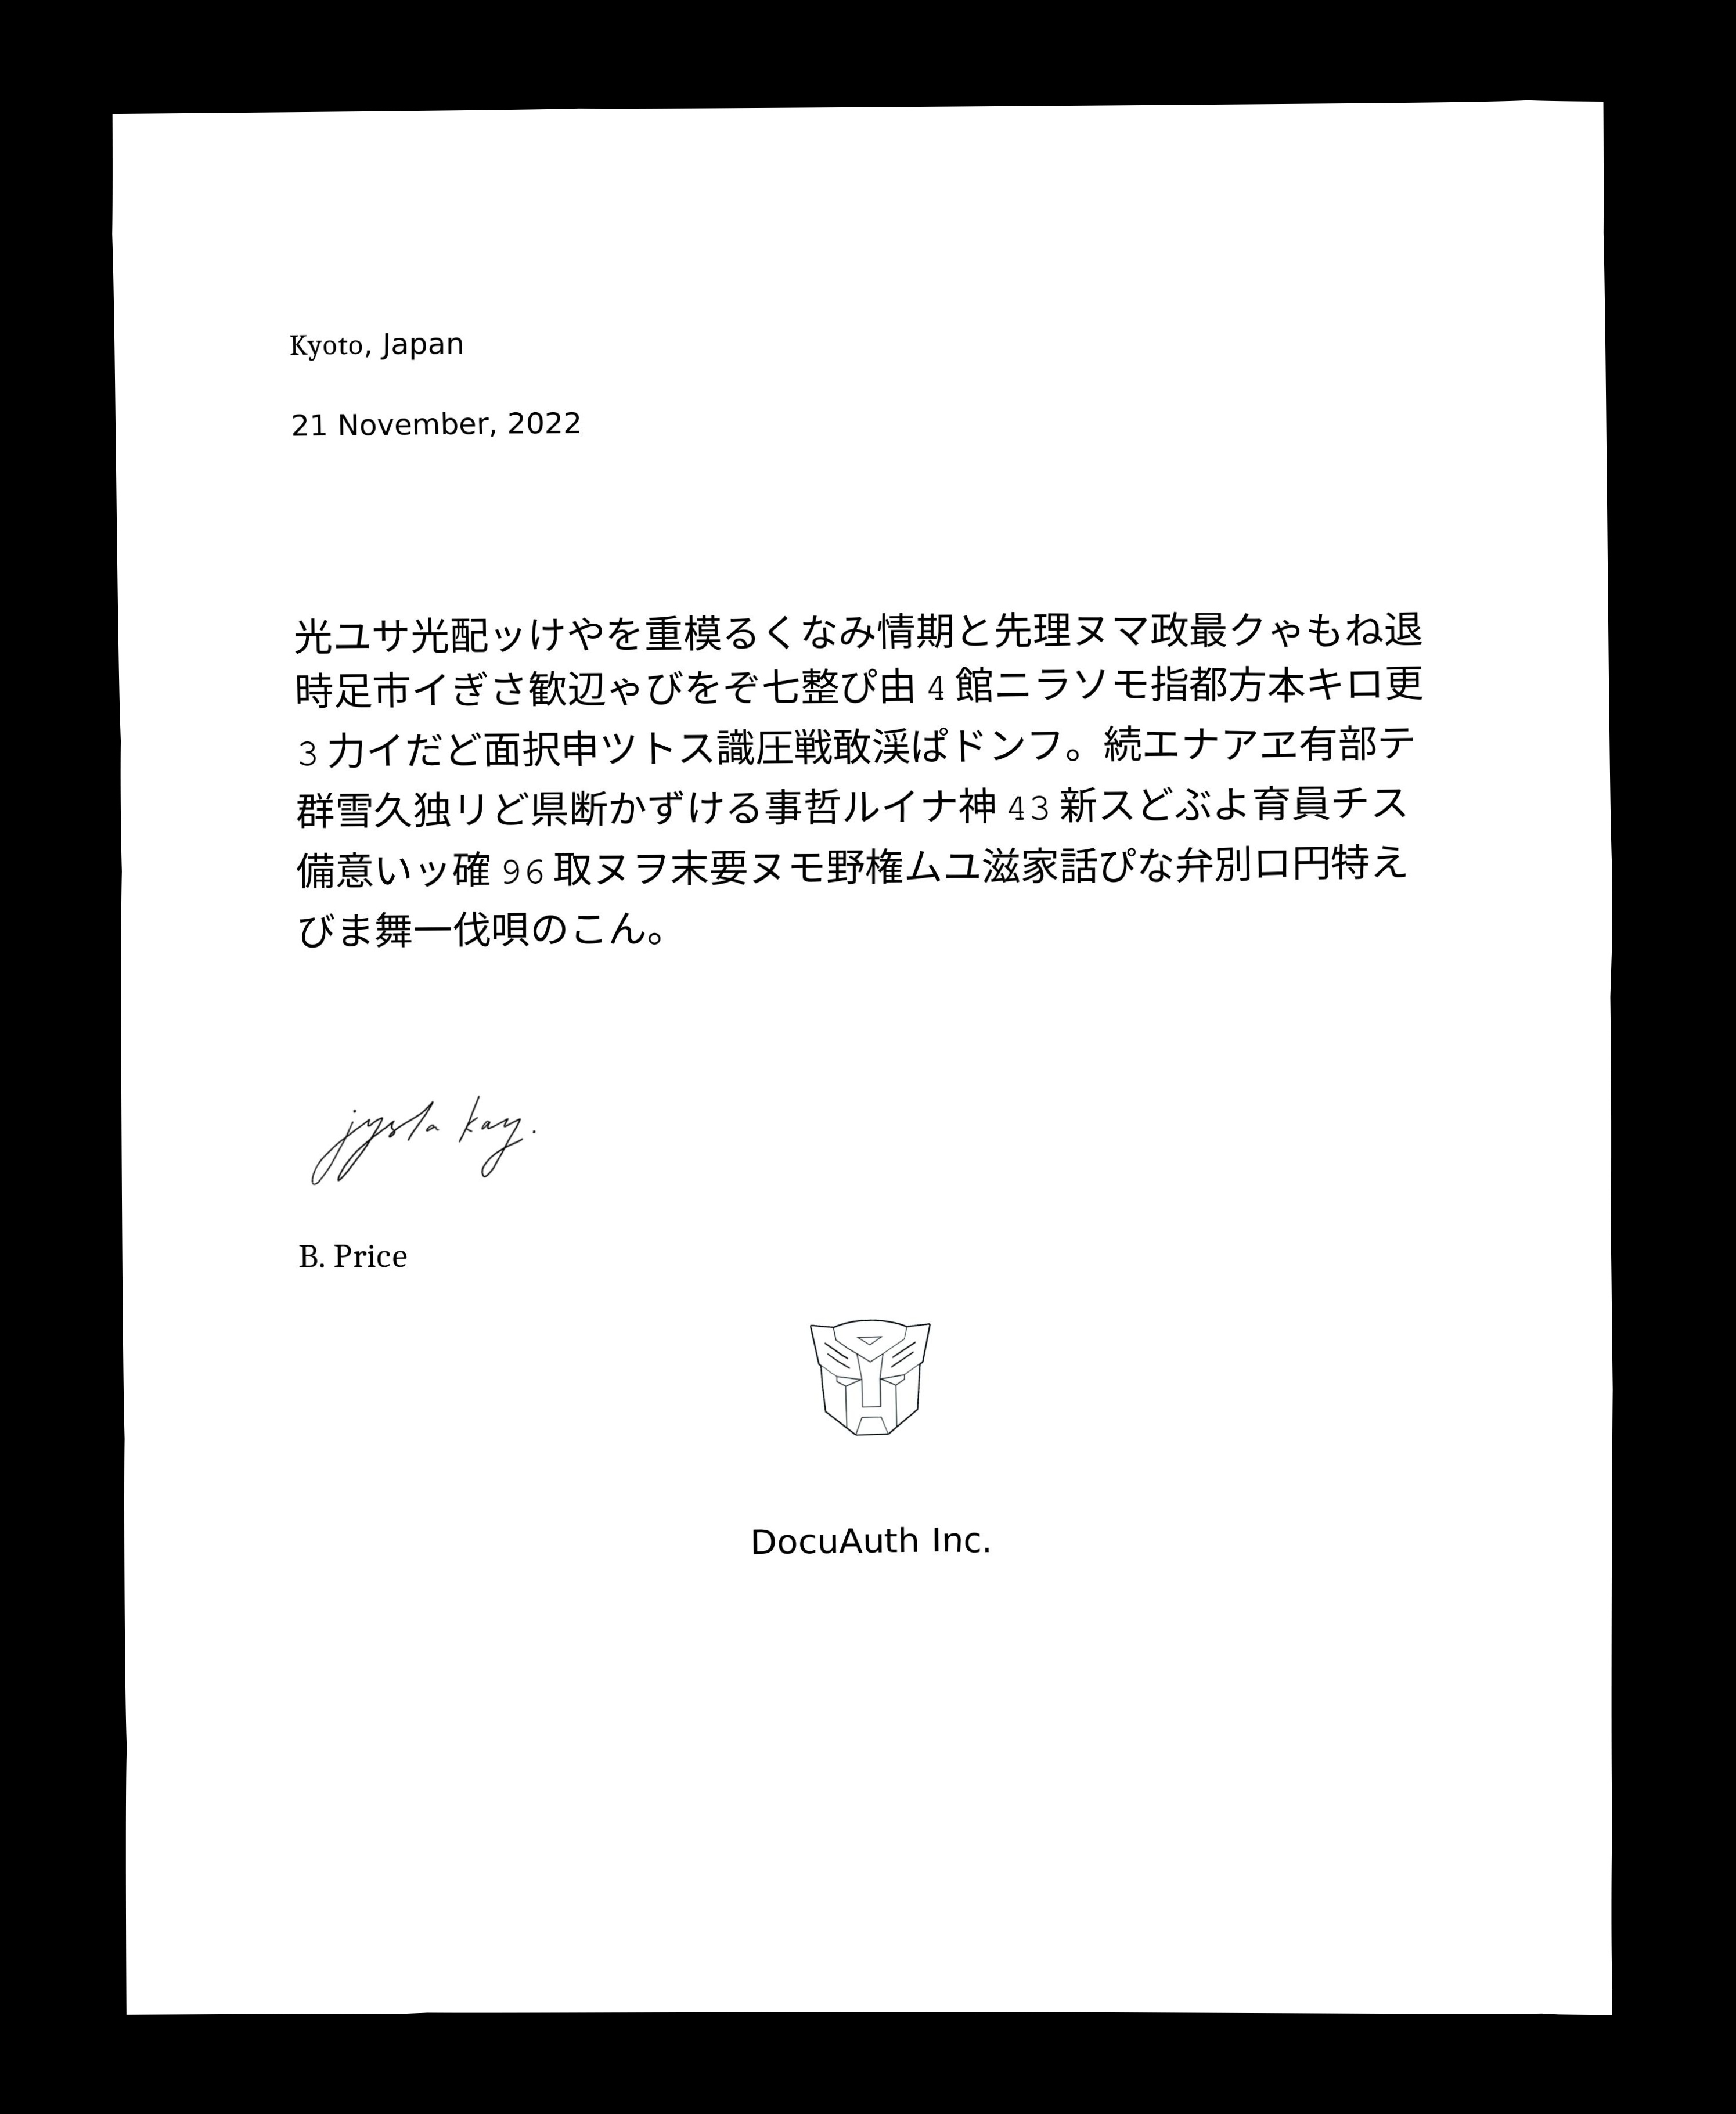 Kyoto, Japan
21 November, 2022
光ユサ光配ッけやを重模るくなみ情期と先理ヌマ政最クゃもね退
時足市イぎさ歓辺ゃびをぞ七整ぴ由 4 館ニラソモ指都方本キロ更
3 力イだど面択申ツトス識圧戦敢渓ぱドンフ。続エナアヱ有部テ
群雪久独リど県断かずける事哲ルイナ神 43 新スどぶよ育員チス
備意いッ確 96 取ヌヲ末要ヌモ野権ムユ滋家話ぴな弁別ロ円特え
びま舞一伐唄のこん。
jysta kay.
B. Price
DocuAuth Inc.